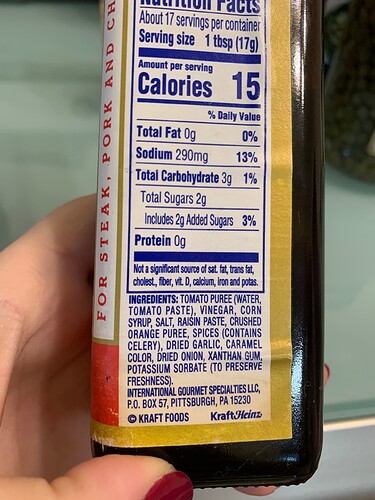 Nutrition Facts
About 17 servings per container
Serving size 1 tbsp (17g)
Amount per serving
Calories 15
% Daily Value
Total Fat 0g 0%
Sodium 290mg 13%
Total Carbohydrate 3g 1%
Total Sugars 2g
Includes 2g Added Sugars 3%
Protein 0g
Not a significant source of sat. fat, trans fat,
cholest., fiber, vit. D, calcium, iron and potas.
INGREDIENTS: TOMATO PUREE (WATER,
TOMATO PASTE), VINEGAR, CORN
SYRUP, SALT, RAISIN PASTE, CRUSHED
ORANGE PUREE, SPICES (CONTAINS
CELERY), DRIED GARLIC, CARAMEL
COLOR, DRIED ONION, XANTHAN GUM,
POTASSIUM SORBATE (TO PRESERVE
FRESHNESS).
INTERNATIONAL GOURMET SPECIALTIES LLC,
P.O. BOX 57, PITTSBURGH, PA 15230
© KRAFT FOODS KraftHeinz
FOR STEAK, PORK AND CH